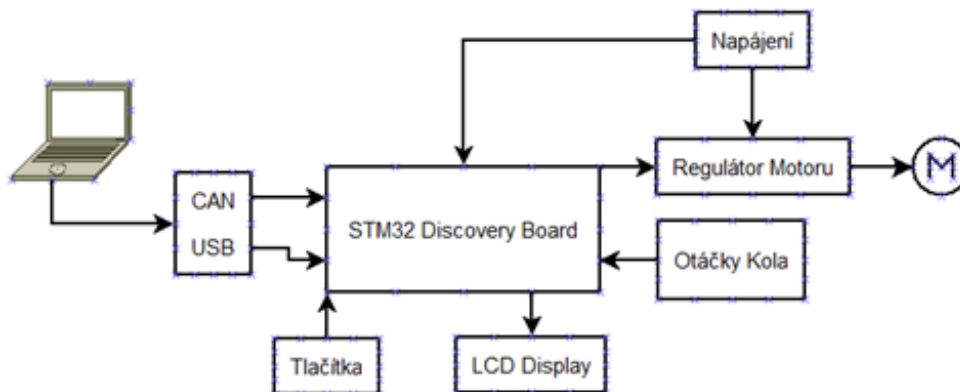 Napájení
CAN
USB
STM32 Discovery Board
Regulátor Motoru
M
Otáčky Kola
Tlačítka
LCD Display